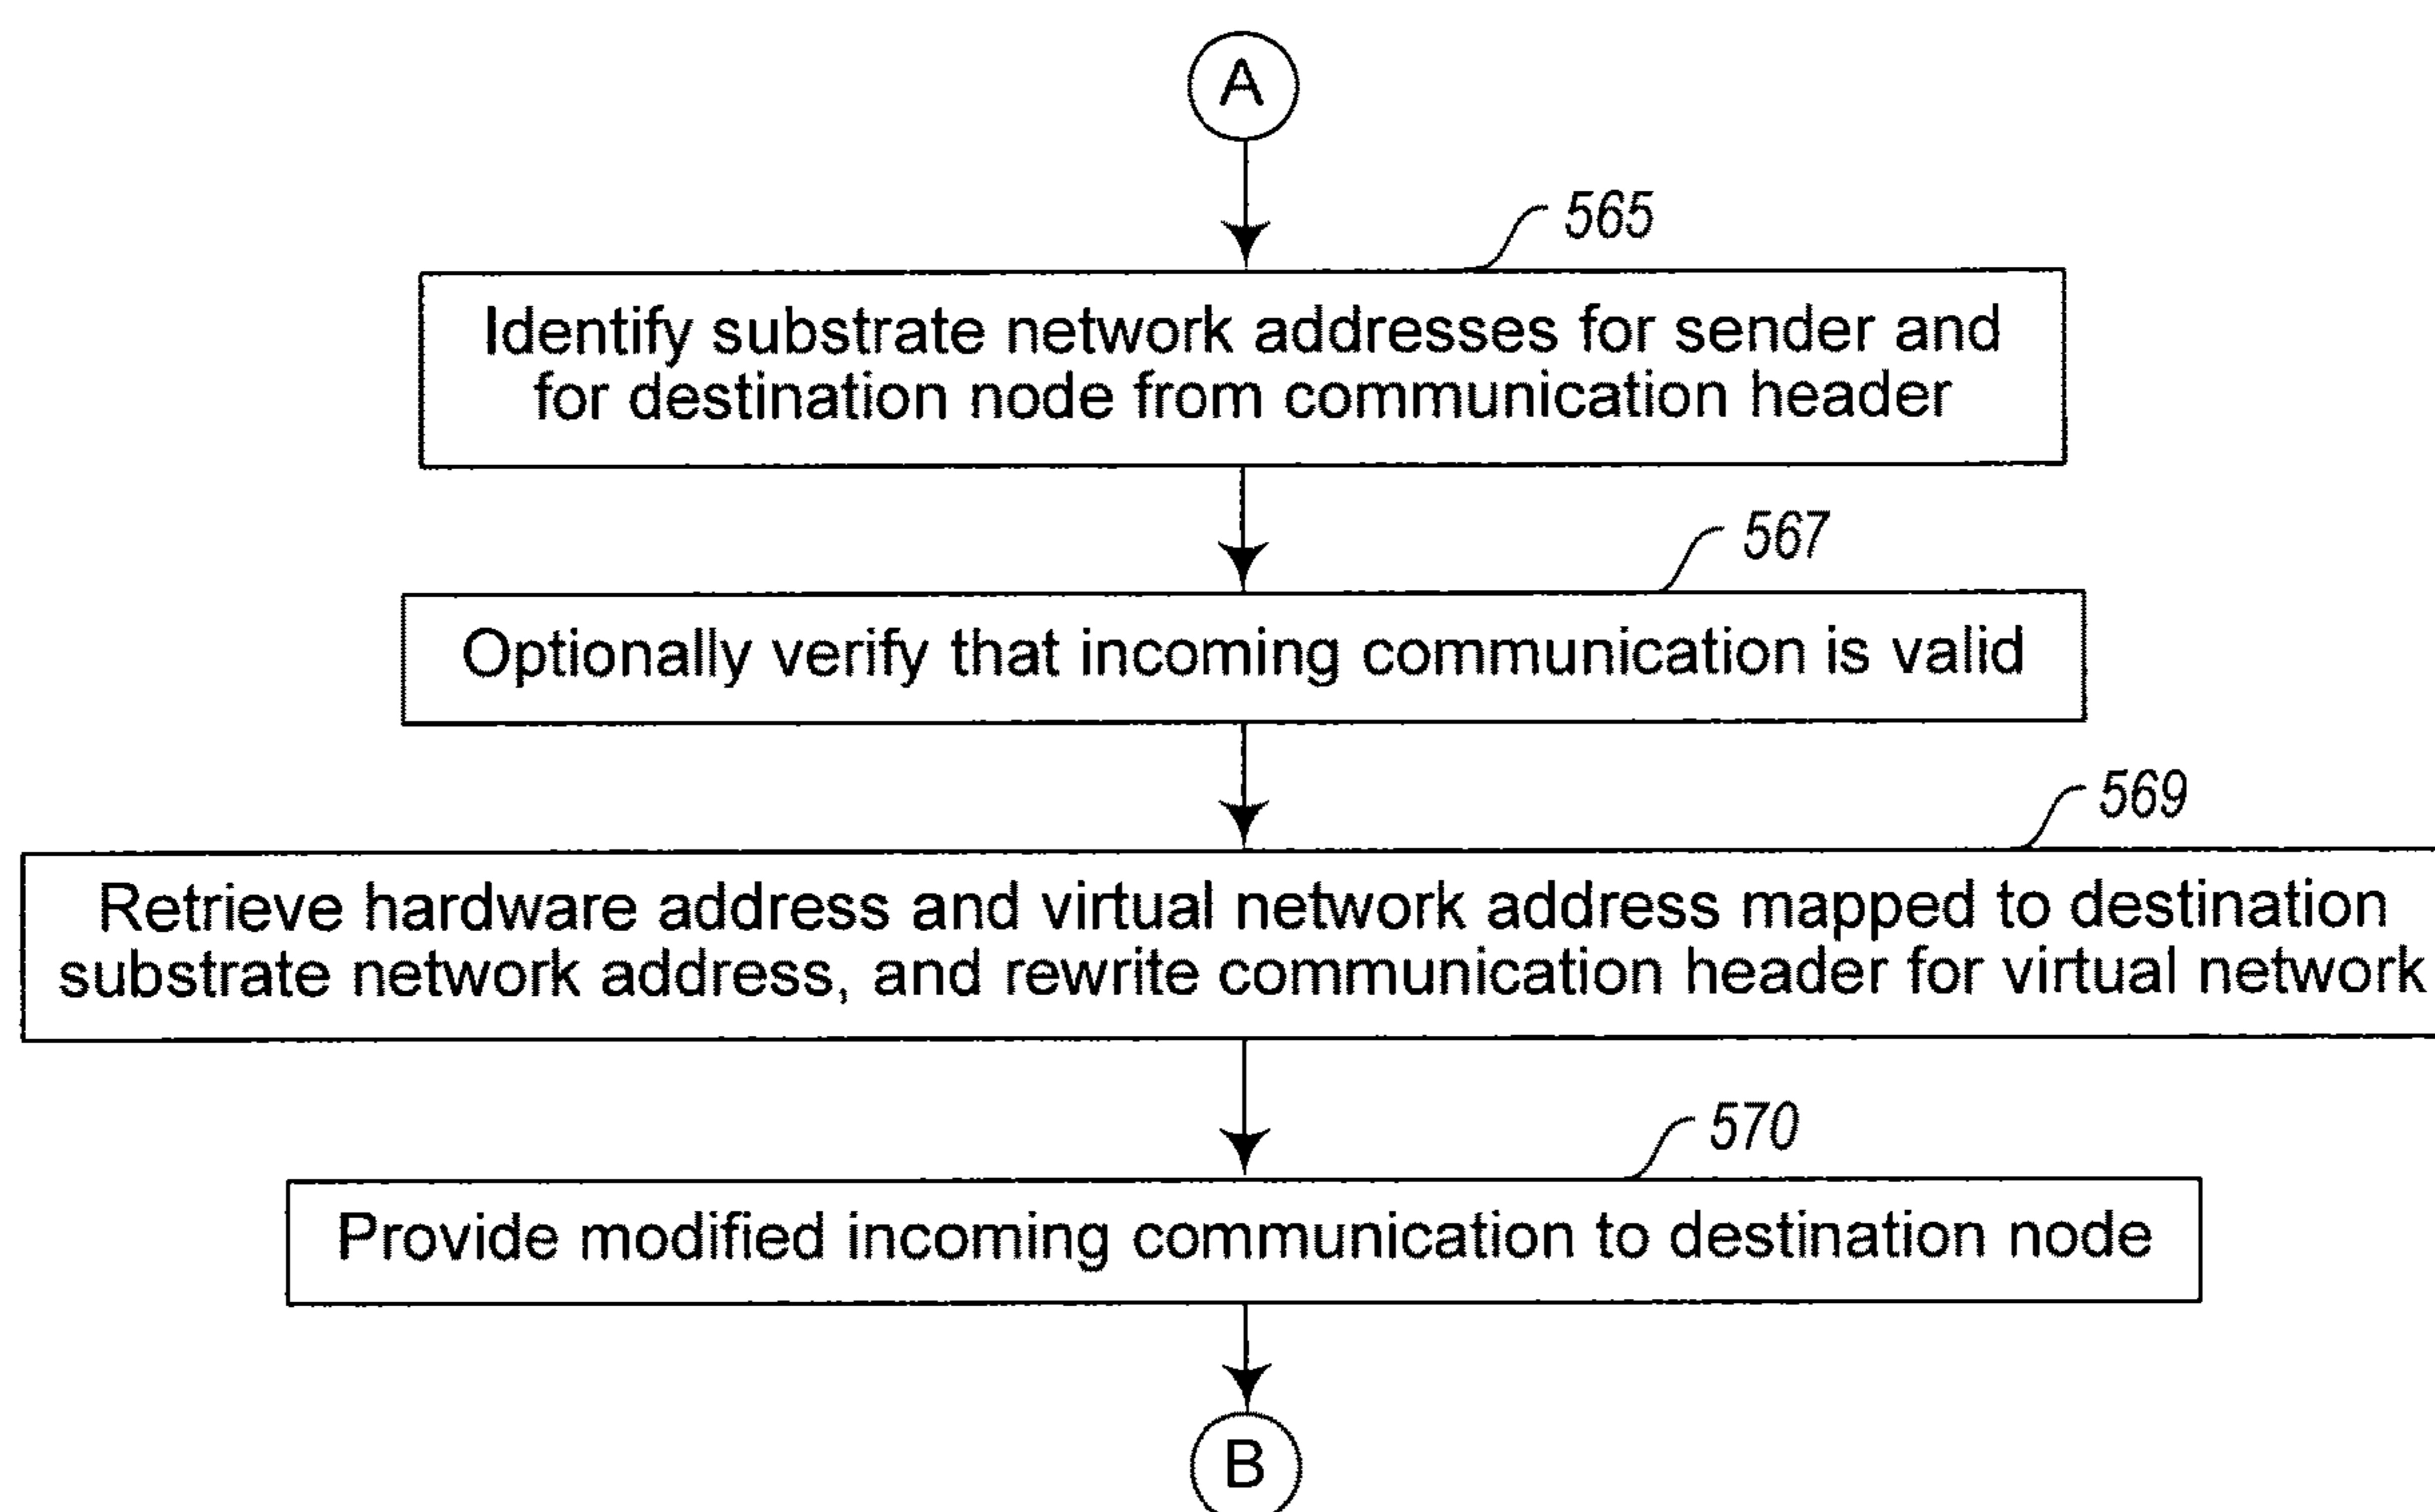 A
565
Identify substrate network addresses for sender and
for destination node from communication header
567
Optionally verify that incoming communication is valid
569
Retrieve hardware address and virtual network address mapped to destination
substrate network address, and rewrite communication header for virtual network
570
Provide modified incoming communication to destination node
B